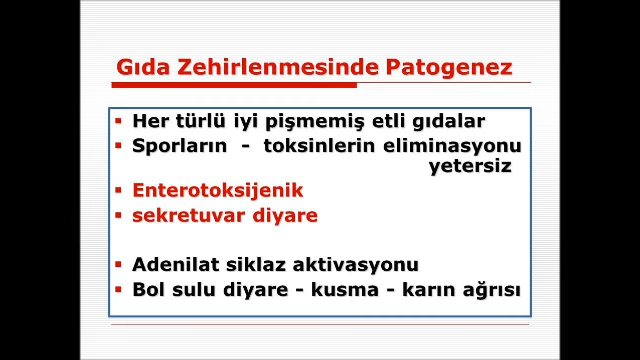 Gıda Zehirlenmesinde Patogenez
Her türlü iyi pişmemiş etli gıdalar
Sporların - toksinlerin eliminasyonu
yetersiz
Enterotoksijenik
sekretuvar diyare
Adenilat siklaz aktivasyonu
Bol sulu diyare - kusma - karın ağrısı